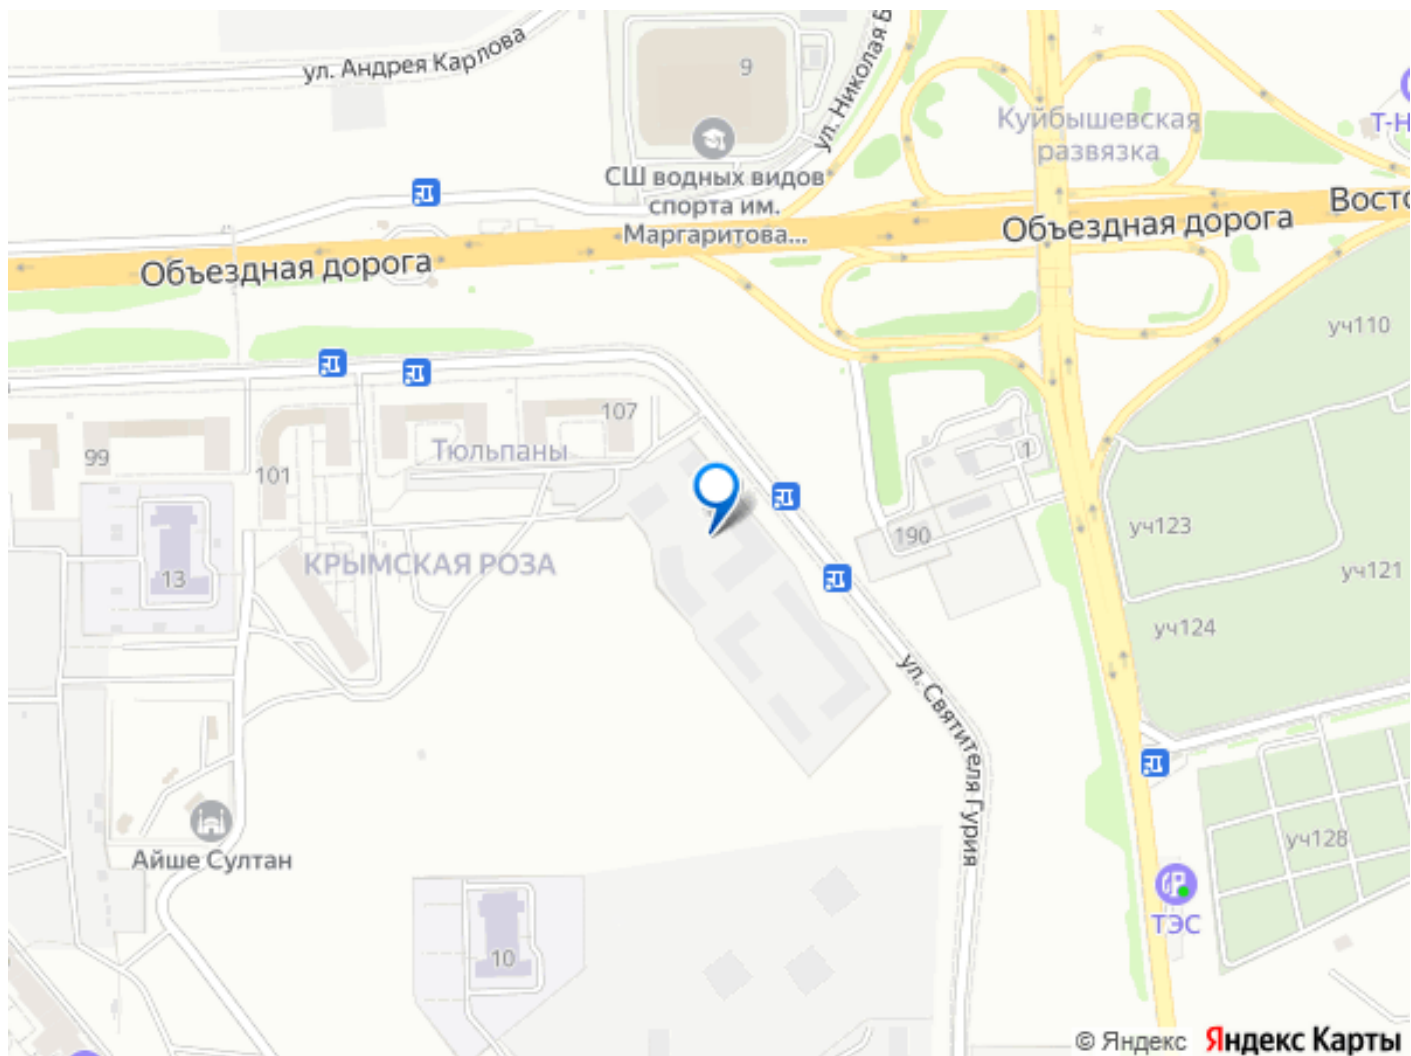 ул. Андрея Карлова
9
ул. Николая Б
Куйбышевская
развязка
Т-Н
СШ водных видов
спорта им.
Маргаритова...
Восто
Объездная дорога
Объездная дорога
уч110
107
Тюльпаны
99
101
1
уч123
190
КРЫМСКАЯ РОЗА
уч121
13
уч124
ул. Святителя Гурия
Айше Султан
уч128
ТЭС
10
© Яндекс Яндекс Карты